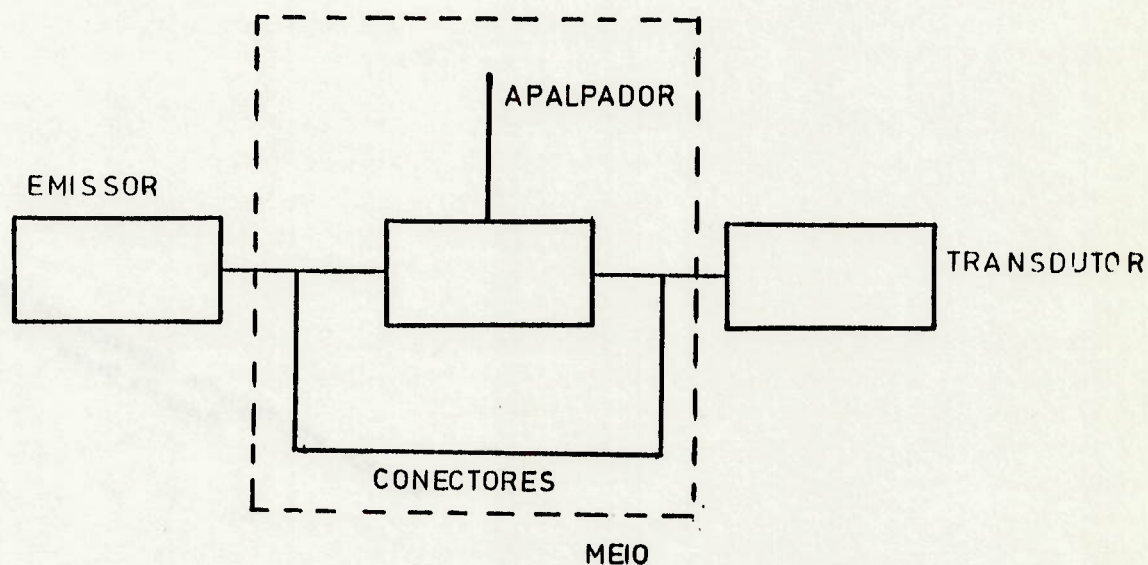 APALPADOR
EMISSOR
TRANSDUTOR
CONECTORES
MEIO